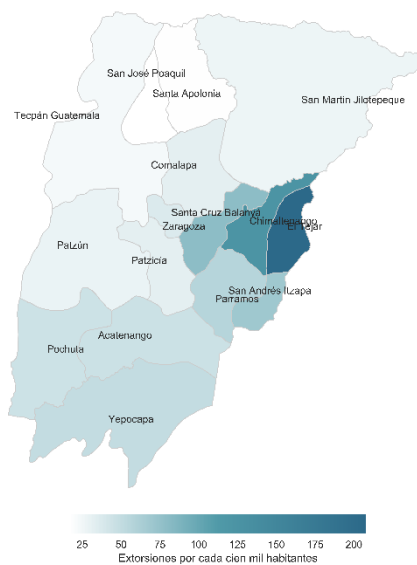 San José Poaquil
Santa Apolonia
San Martín Jilotepeque
Tecpán Guatemala
Comalapa
Santa Cruz Balanyá
Chimaltenango
Zaragoza
El Tejar
Patzún
Patzicía
San Andrés Itzapa
Parramos
Acatenango
Pochuta
Yepocapa
25 50 75 100 125 150 175 200
Extorsiones por cada cien mil habitantes